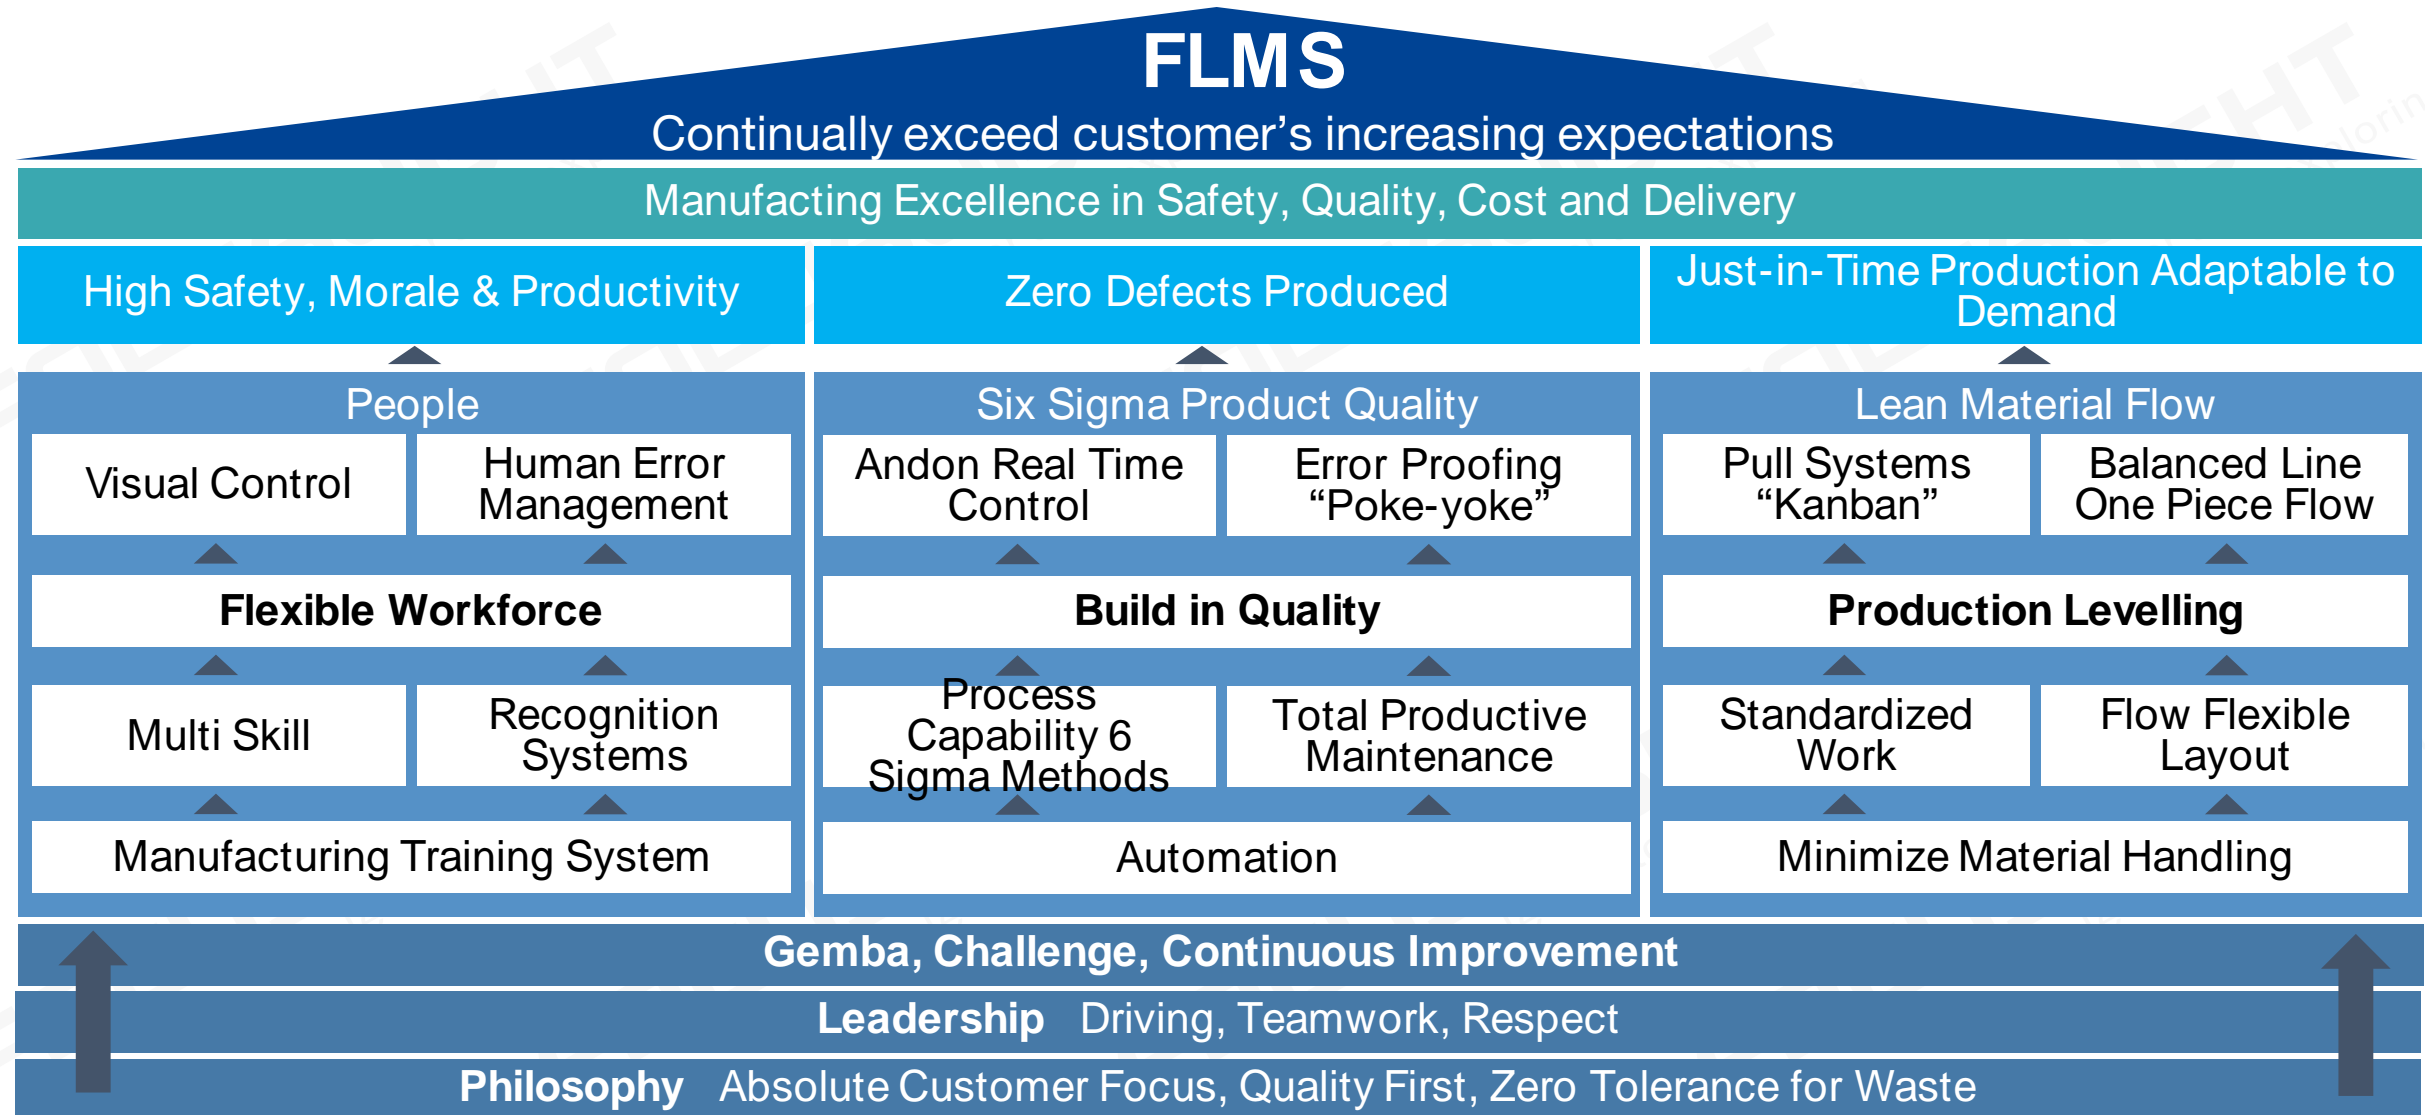 FLMS
Continually exceed customer's increasing expectations
Manufacting Excellence in Safety, Quality, Cost and Delivery
High Safety, Morale & Productivity
Zero Defects Produced
Just-in-Time Production Adaptable to
Demand
People
Visual Control
Human Error
Management
Flexible Workforce
Multi Skill
Recognition
Systems
Manufacturing Training System
Six Sigma Product Quality
Andon Real Time
Control
Error Proofing
“Poke-yoke”
Build in Quality
Process
Capability 6
Sigma Methods
Total Productive
Maintenance
Automation
Lean Material Flow
Pull Systems
“Kanban”
Balanced Line
One Piece Flow
Production Levelling
Standardized
Work
Flow Flexible
Layout
Minimize Material Handling
Gemba, Challenge, Continuous Improvement
Leadership Driving, Teamwork, Respect
Philosophy Absolute Customer Focus, Quality First, Zero Tolerance for Waste